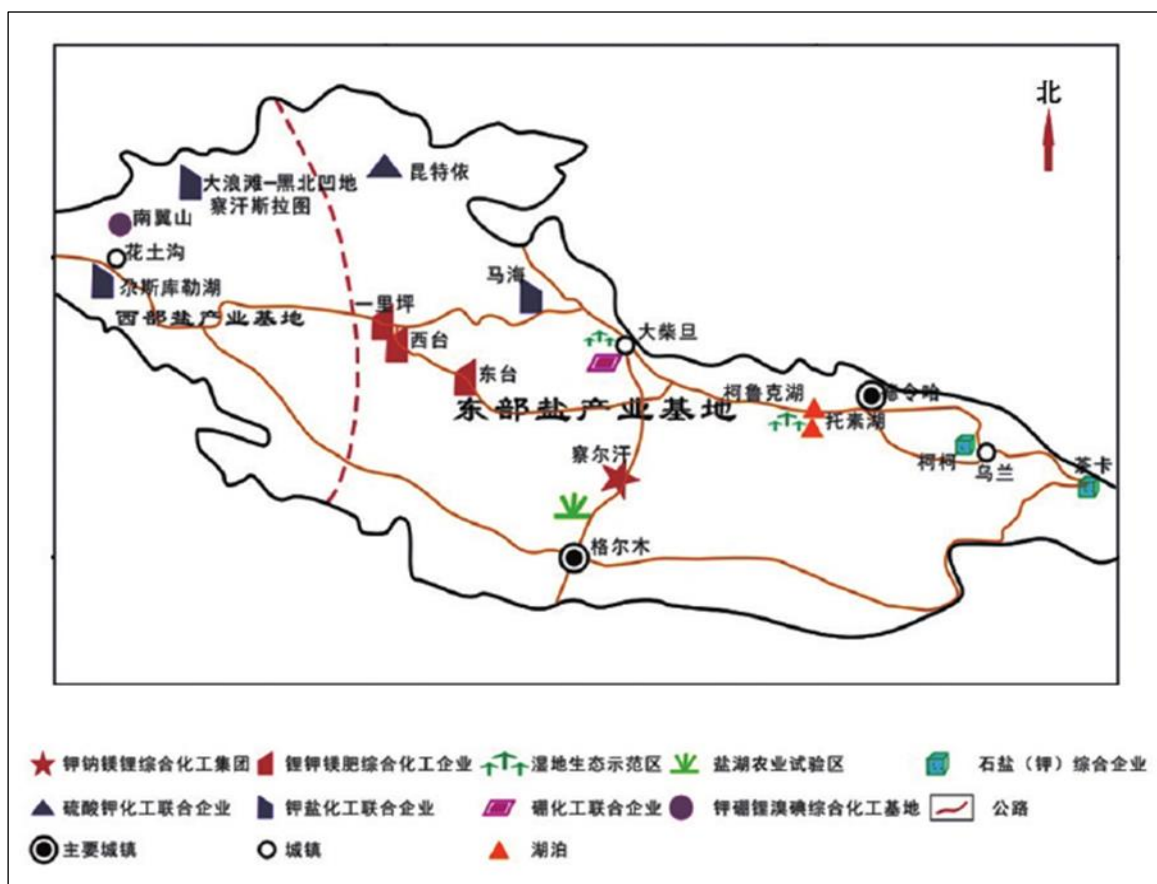 北
昆特依
大浪滩—黑北凹地
察汗斯拉图
南翼山
花土沟
尕斯库勒湖
马海
一里坪
西部盐产业基地
西台
大柴旦
东台
柯鲁克湖
德令哈
东部盐产业基地
托素湖
察尔汗
柯柯
乌兰
茶卡
格尔木
钾钠镁锂综合化工集团
锂钾镁肥综合化工企业
湿地生态示范区
盐湖农业试验区
石盐（钾）综合企业
硫酸钾化工联合企业
钾盐化工联合企业
硼化工联合企业
钾硼锂溴碘综合化工基地
公路
主要城镇
城镇
湖泊